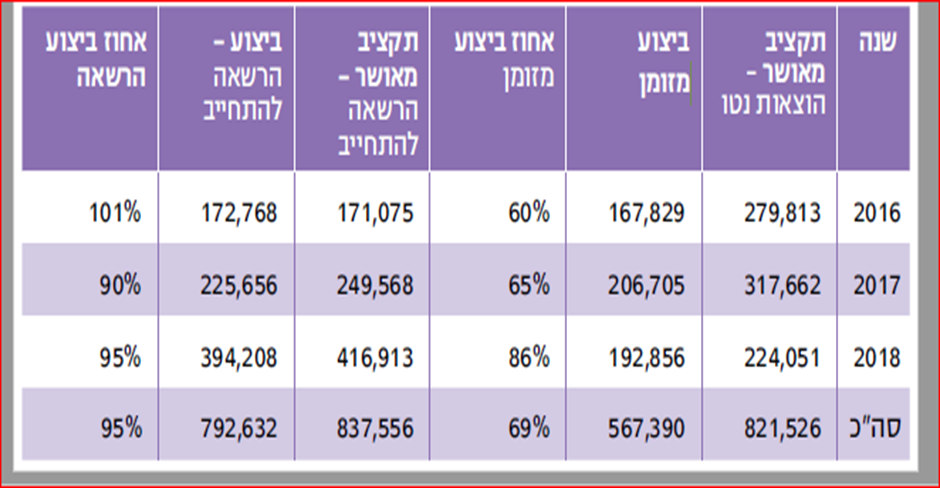 שנה תקציב מאושר – הוצאות נטו ביצוע מזומן אחוז ביצוע מזומן תקציב מאושר – הרשאה להתחייב ביצוע – הרשאה להתחייב אחוז ביצוע הרשאה
2016 279,813 167,829 60% 171,075 172,768 101%
2017 317,662 206,705 65% 249,568 225,656 90%
2018 224,051 192,856 86% 416,913 394,208 95%
סה"כ 821,526 567,390 69% 837,556 792,632 95%